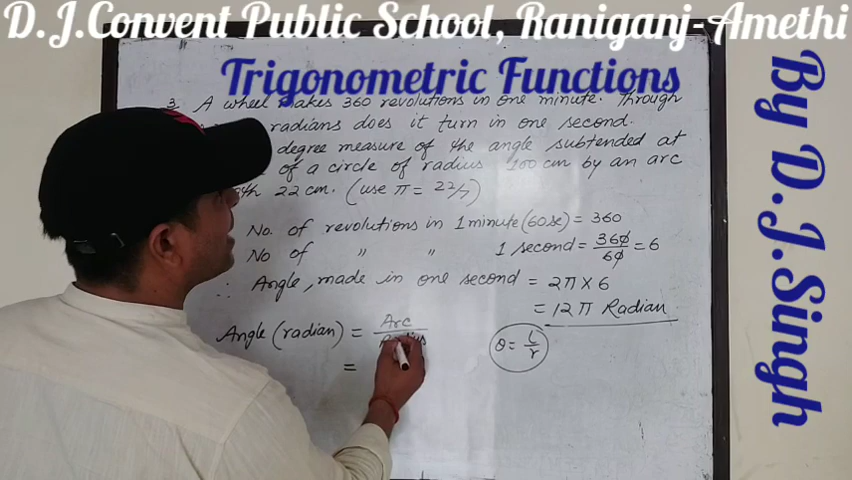 D.J.Convent Public School, Raniganj-Amethi
Trigonometric Functions
By D.J.Singh
3. A wheel makes 360 revolutions in one minute. Through
radians does it turn in one second.
degree measure of the angle subtended at
of a circle of radius 100 cm by an arc
22 cm. (use π = 22/7)
No. of revolutions in 1 minute (60se) = 360
No of " " 1 second = 360/60 = 6
∴ Angle, made in one second = 2π × 6
= 12 π Radian
Angle (radian) = Arc/Radius
θ = l/r
=